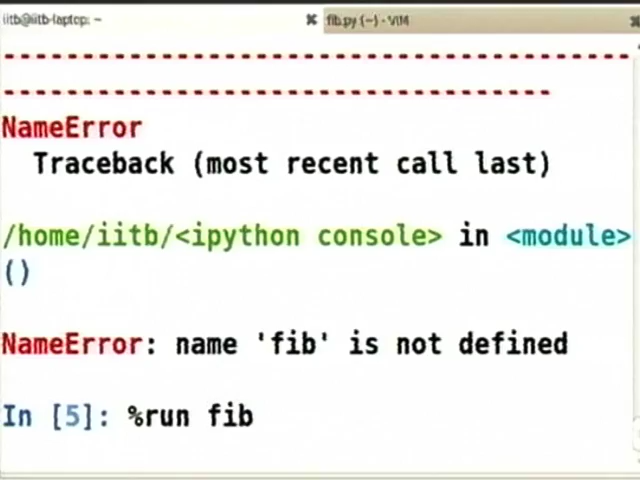 iitb@iitb-laptop: ~
fib.py (~) - VIM
--------------------------------------------------
-----------------------------------
NameError
Traceback (most recent call last)
/home/iitb/<ipython console> in <module>
()
NameError: name 'fib' is not defined
In [5]: %run fib